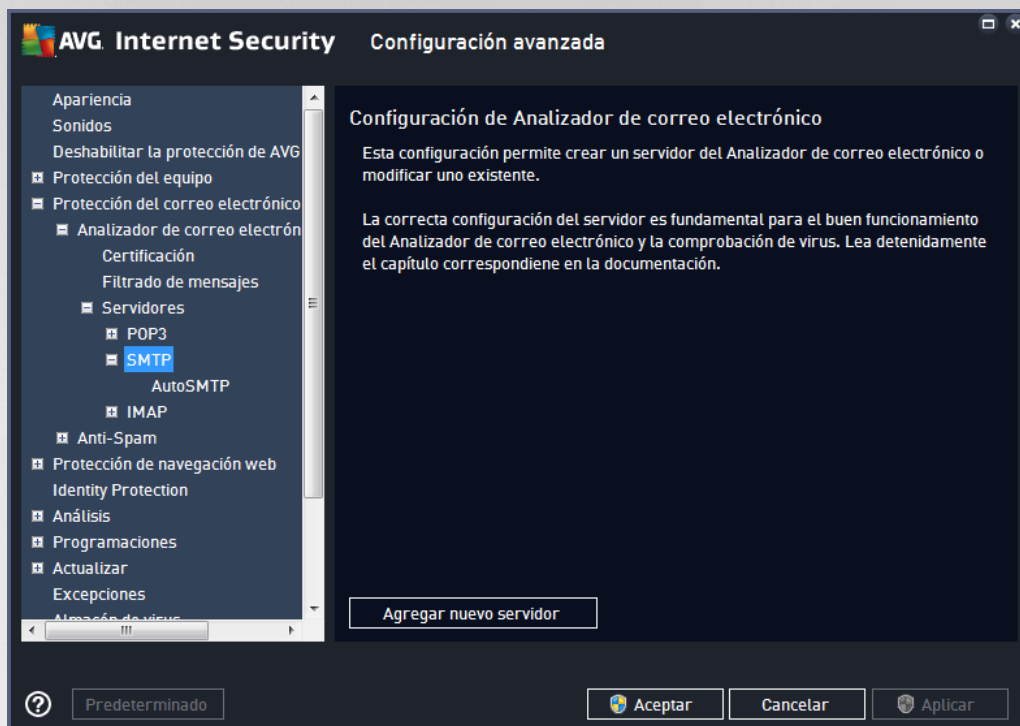 AVG. Internet Security
Configuración avanzada
Apariencia
Sonidos
Deshabilitar la protección de AVG
Protección del equipo
Protección del correo electrónico
Analizador de correo electrón
Certificación
Filtrado de mensajes
Servidores
POP3
SMTP
AutoSMTP
IMAP
Anti-Spam
Protección de navegación web
Identity Protection
Análisis
Programaciones
Actualizar
Excepciones
Almacén de virus
Configuración de Analizador de correo electrónico
Esta configuración permite crear un servidor del Analizador de correo electrónico o
modificar uno existente.
La correcta configuración del servidor es fundamental para el buen funcionamiento
del Analizador de correo electrónico y la comprobación de virus. Lea detenidamente
el capítulo correspondiene en la documentación.
Agregar nuevo servidor
Predeterminado
Aceptar
Cancelar
Aplicar